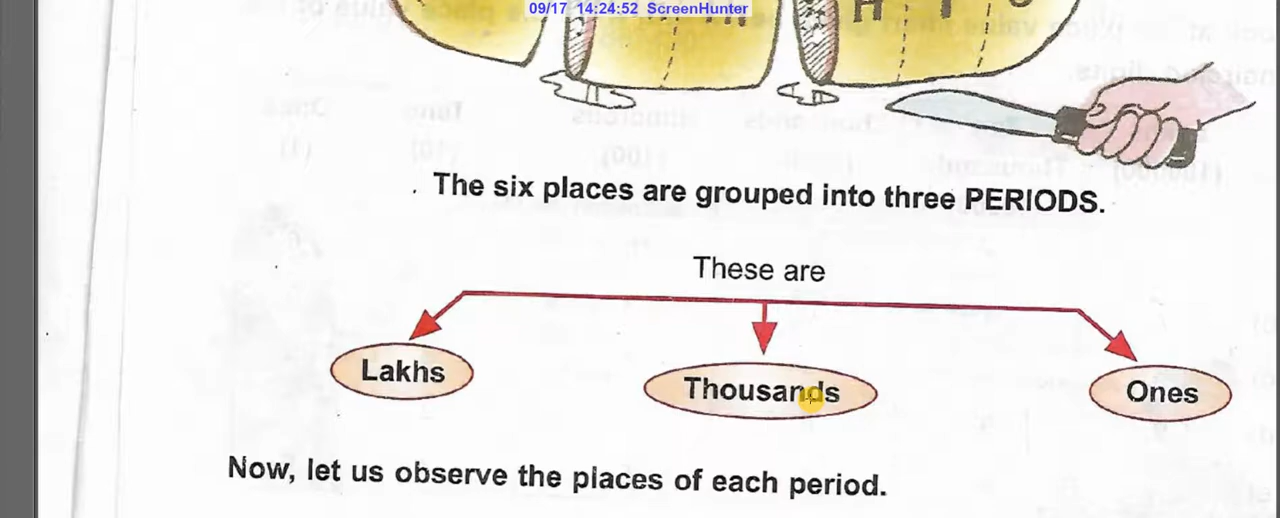 09/17 14:24:52 ScreenHunter
H T O
. The six places are grouped into three PERIODS.
These are
Lakhs Thousands Ones
Now, let us observe the places of each period.